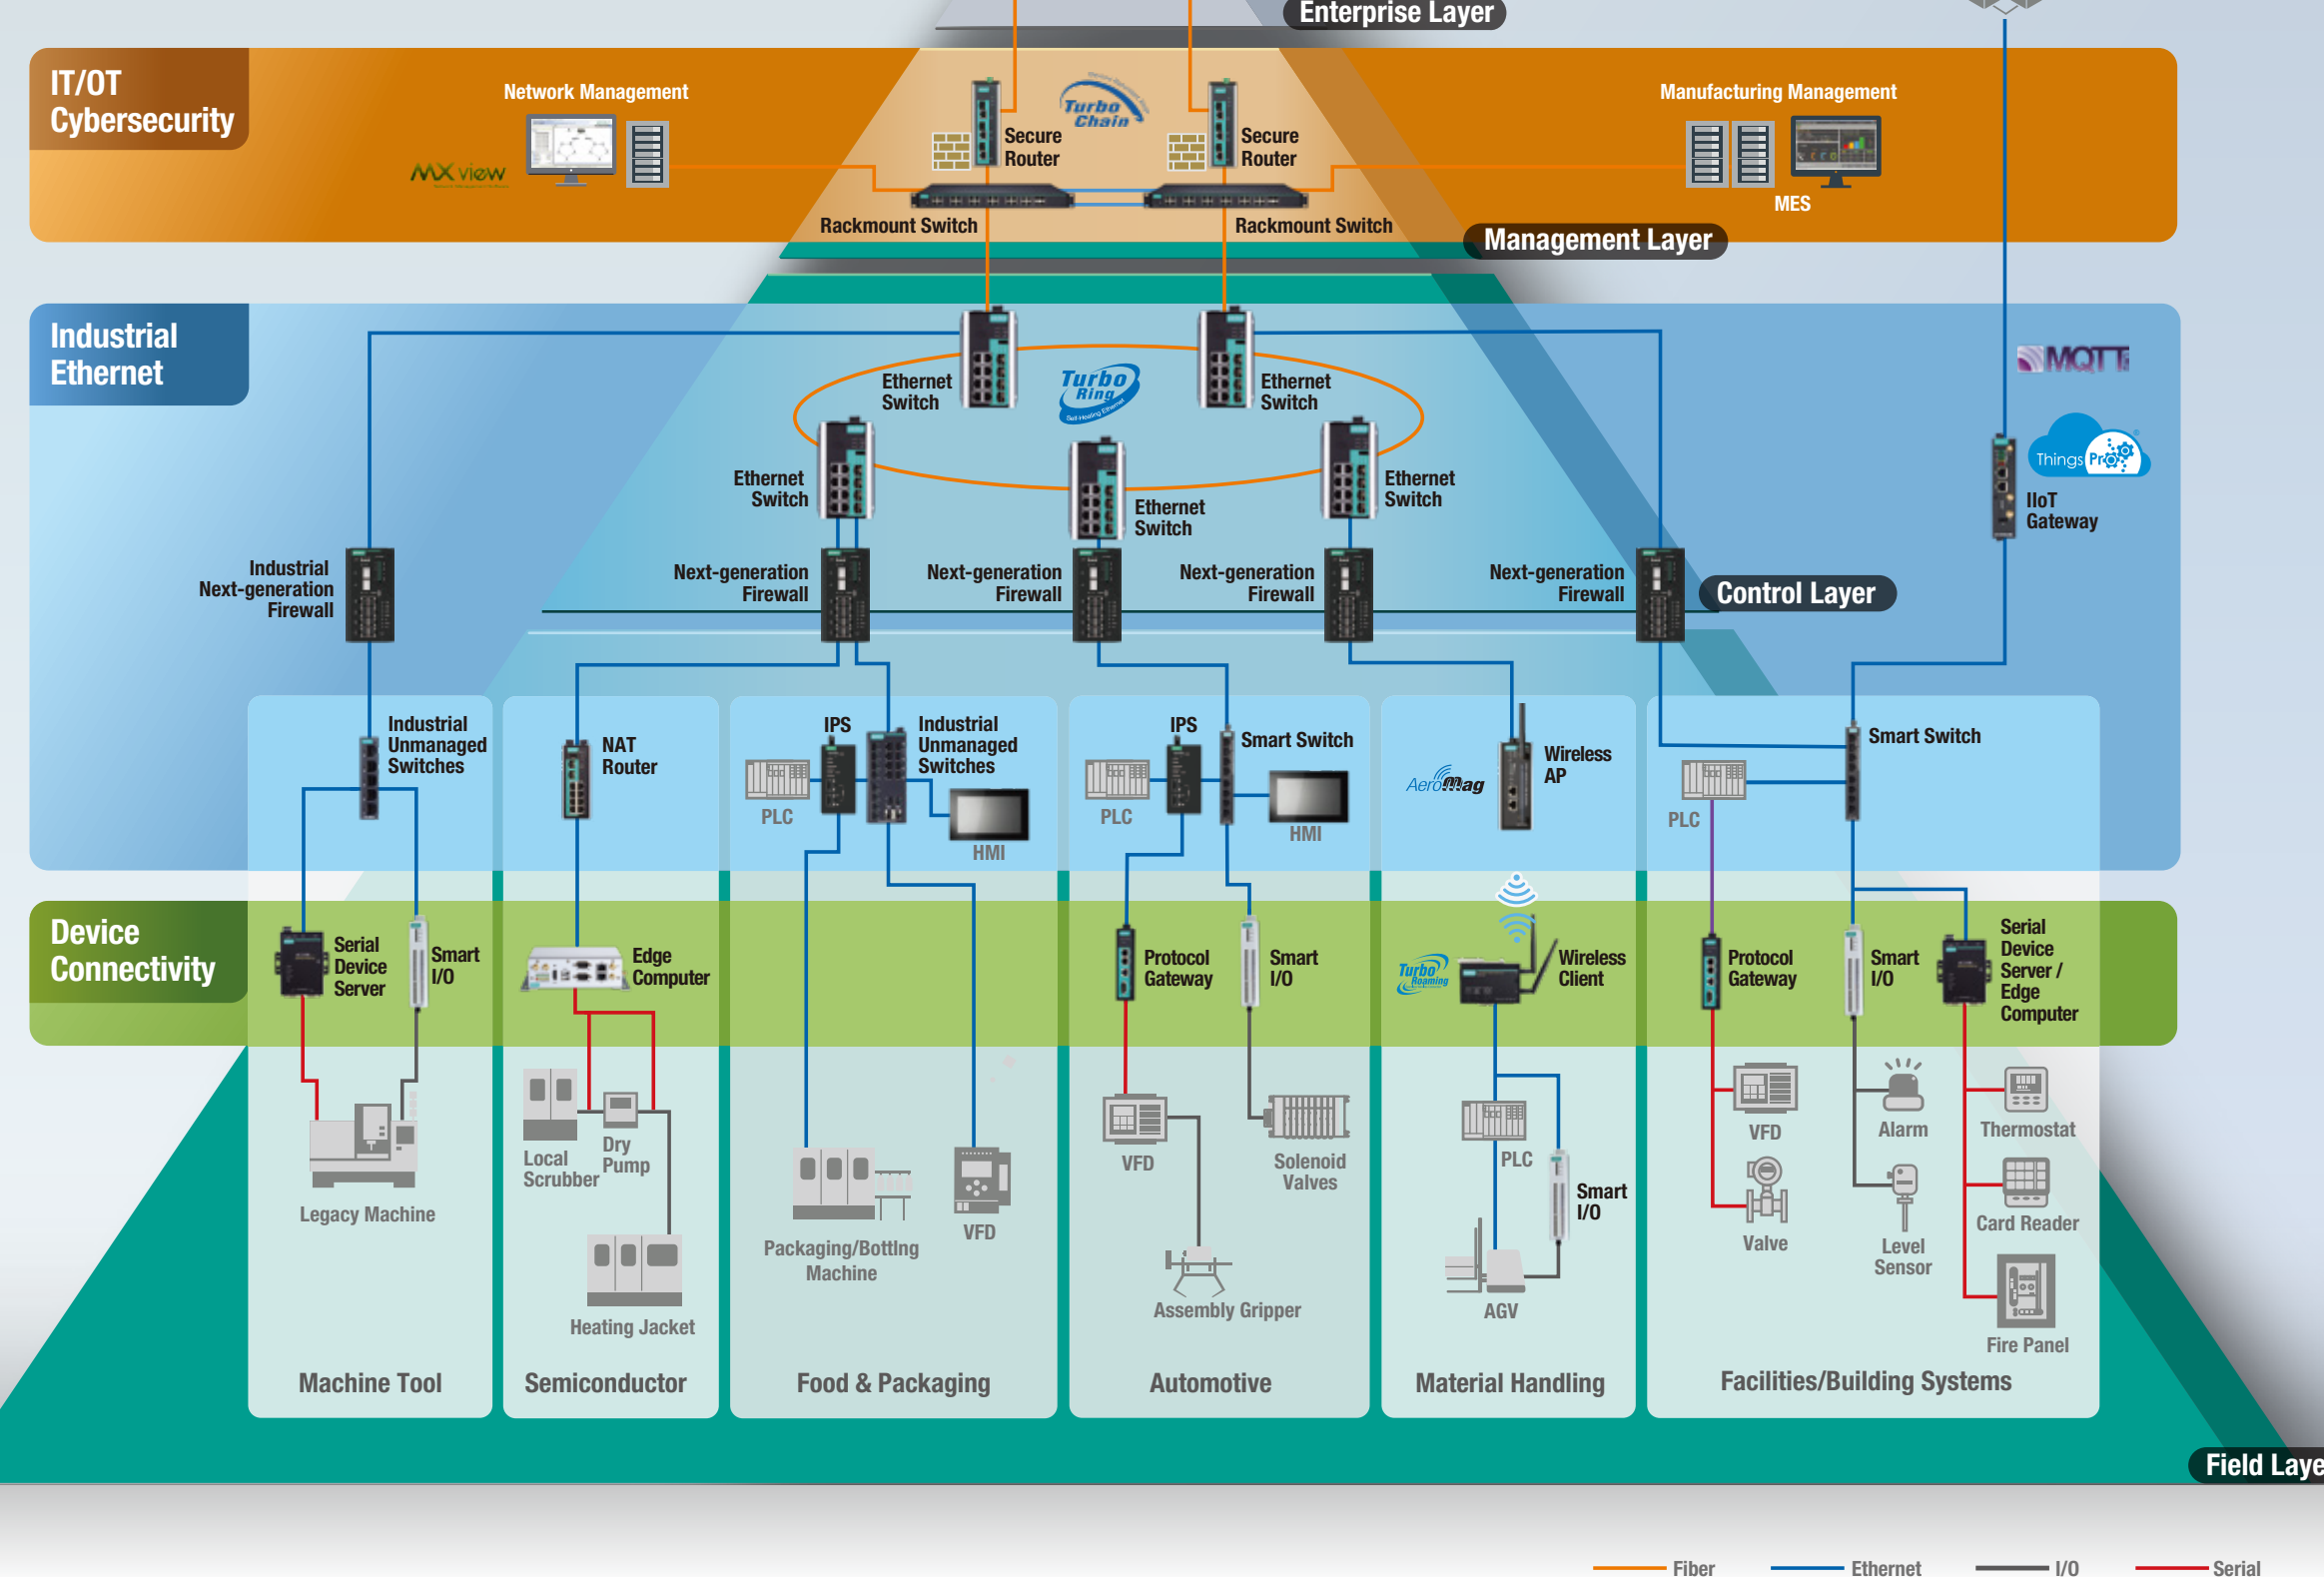 Enterprise Layer
IT/OT
Cybersecurity
Network Management
MXview
Secure
Router
Turbo
Chain
Secure
Router
Manufacturing Management
MES
Rackmount Switch
Rackmount Switch
Management Layer
Industrial
Ethernet
Ethernet
Switch
Turbo
Ring
Self-Healing Ethernet
Ethernet
Switch
MQTT
ThingsPro
Ethernet
Switch
Ethernet
Switch
Ethernet
Switch
IIoT
Gateway
Industrial
Next-generation
Firewall
Next-generation
Firewall
Next-generation
Firewall
Next-generation
Firewall
Next-generation
Firewall
Control Layer
Industrial
Unmanaged
Switches
NAT
Router
IPS
PLC
Industrial
Unmanaged
Switches
HMI
IPS
PLC
Smart Switch
HMI
AeroMag
Wireless
AP
Smart Switch
PLC
Device
Connectivity
Serial
Device
Server
Smart
I/O
Edge
Computer
Protocol
Gateway
Smart
I/O
Turbo
Roaming
Wireless
Client
Protocol
Gateway
Smart
I/O
Serial
Device
Server /
Edge
Computer
Legacy Machine
Local
Scrubber
Dry
Pump
Heating Jacket
Packaging/Bottlng
Machine
VFD
VFD
Assembly Gripper
Solenoid
Valves
PLC
Smart
I/O
AGV
VFD
Valve
Alarm
Level
Sensor
Thermostat
Card Reader
Fire Panel
Machine Tool
Semiconductor
Food & Packaging
Automotive
Material Handling
Facilities/Building Systems
Field Laye
Fiber
Ethernet
I/O
Serial